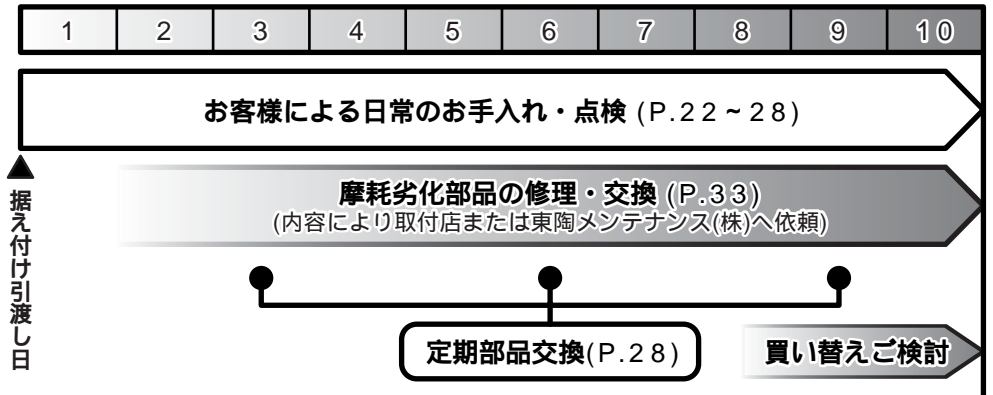 1 2 3 4 5 6 7 8 9 10
お客様による日常のお手入れ・点検 (P.22~28)
据え付け引渡し日
摩耗劣化部品の修理・交換 (P.33)
(内容により取付店または東陶メンテナンス(株)へ依頼)
定期部品交換(P.28)
買い替えご検討